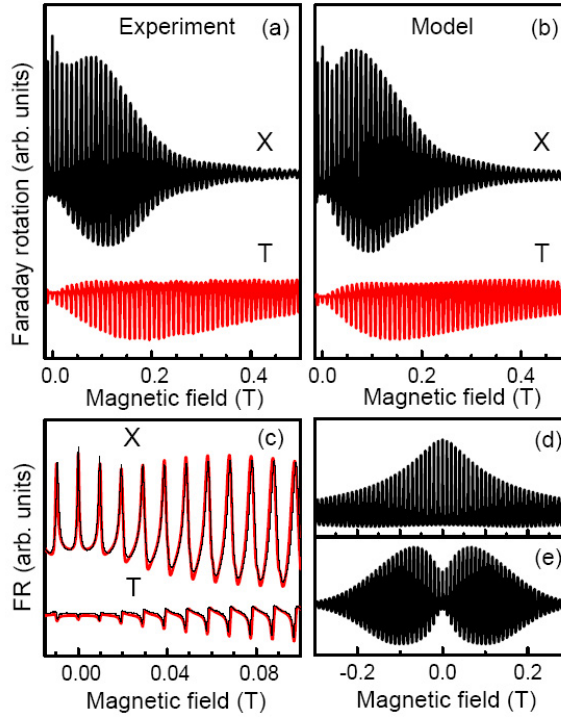 Experiment (a)
Model (b)
Faraday rotation (arb. units)
X
T
X
T
0.0 0.2 0.4
0.0 0.2 0.4
Magnetic field (T)
Magnetic field (T)
X (c)
T
FR (arb. units)
0.00 0.04 0.08
Magnetic field (T)
(d)
(e)
-0.2 0.0 0.2
Magnetic field (T)